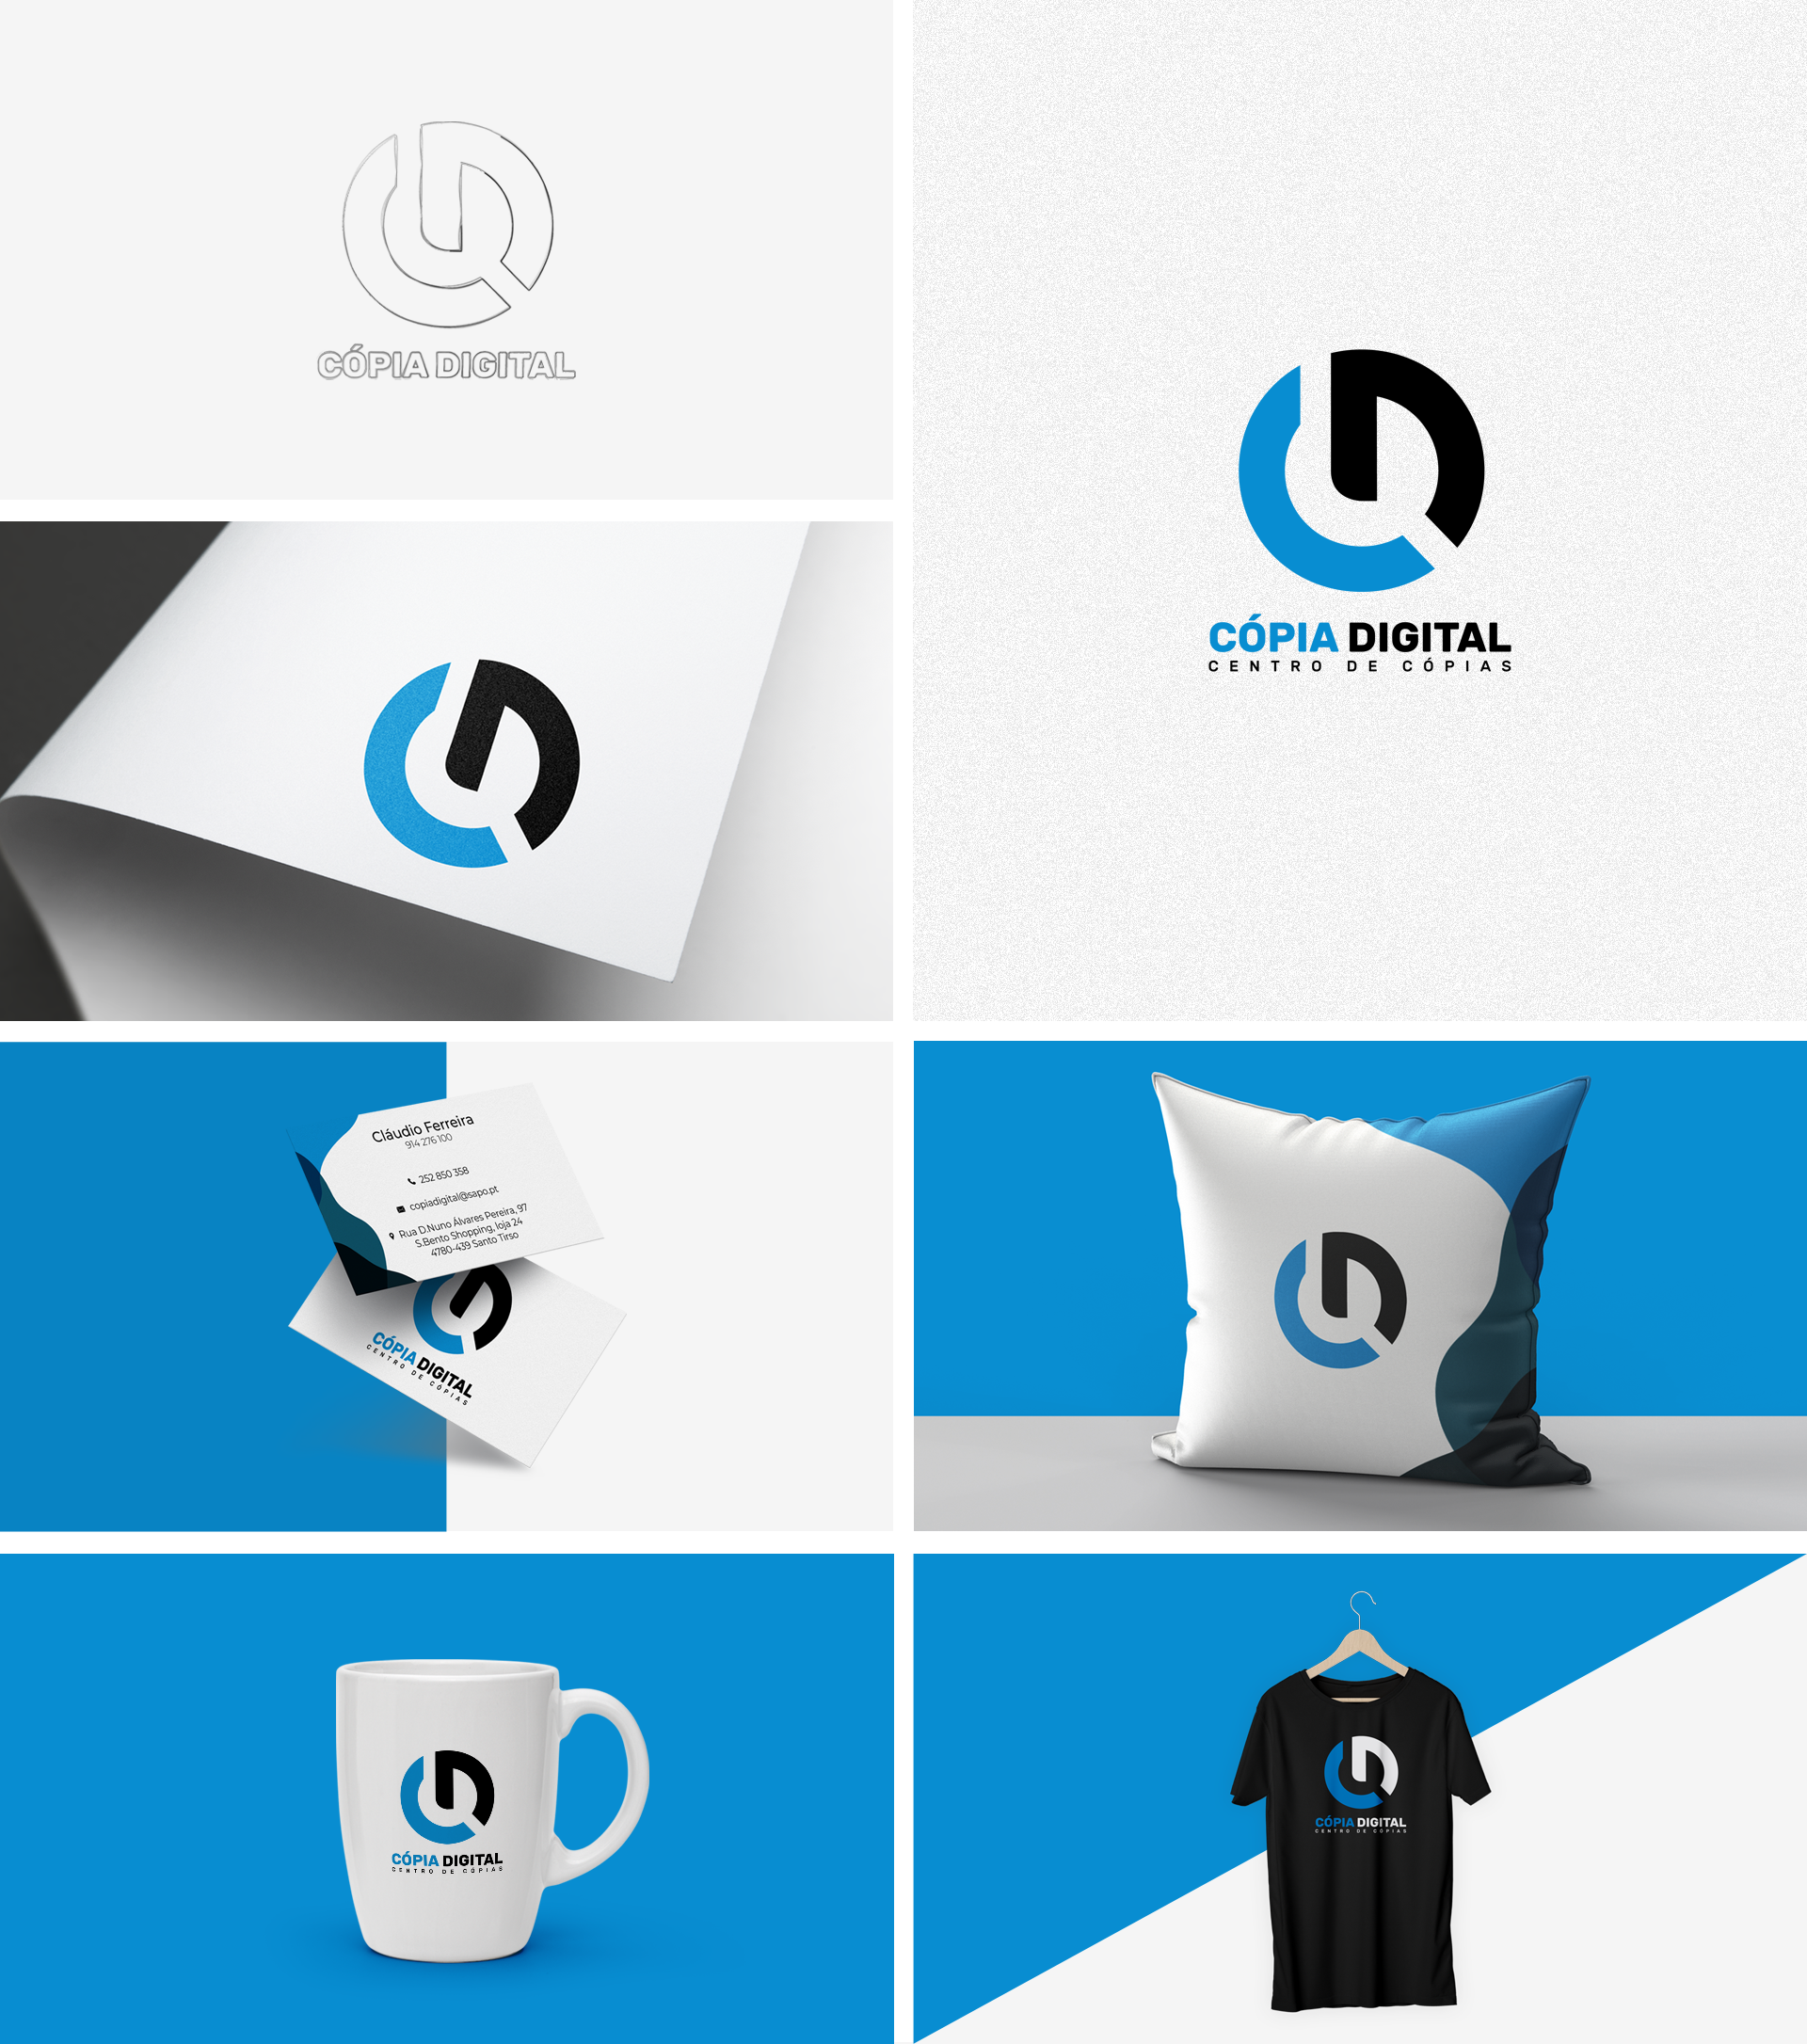 CÓPIA DIGITAL
CÓPIA DIGITAL
CENTRO DE CÓPIAS
Cláudio Ferreira
914 276 100
252 850 358
copiadigital@sapo.pt
Rua D.Nuno Álvares Pereira, 97
S.Bento Shopping, loja 24
4780-439 Santo Tirso
CÓPIA DIGITAL
CENTRO DE CÓPIAS
CÓPIA DIGITAL
CENTRO DE CÓPIAS
CÓPIA DIGITAL
CENTRO DE CÓPIAS